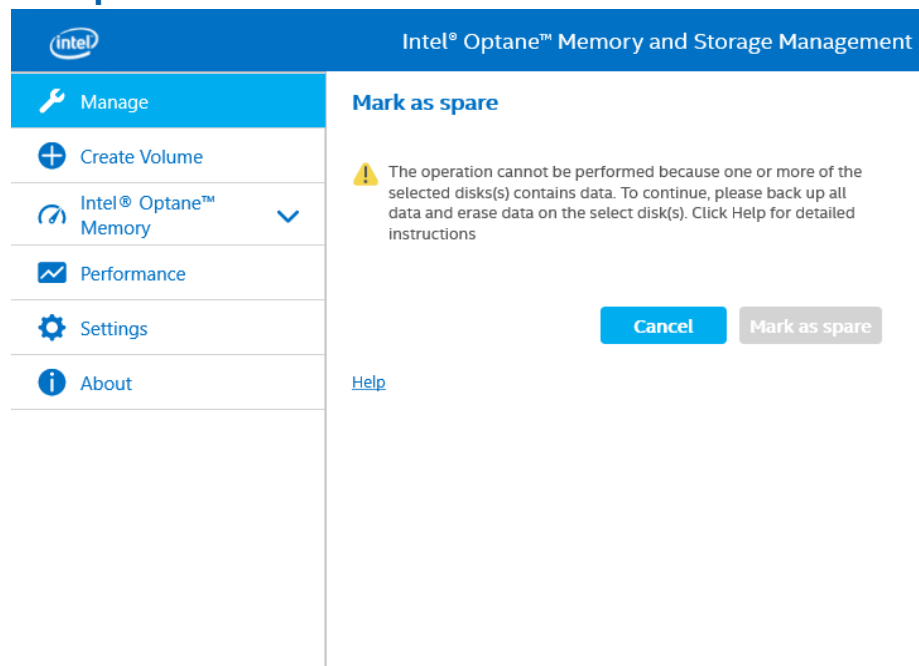 intel
Intel® Optane™ Memory and Storage Management
Manage
Create Volume
Intel® Optane™
Memory
Performance
Settings
About
Mark as spare
The operation cannot be performed because one or more of the
selected disks(s) contains data. To continue, please back up all
data and erase data on the select disk(s). Click Help for detailed
instructions
Cancel
Mark as spare
Help